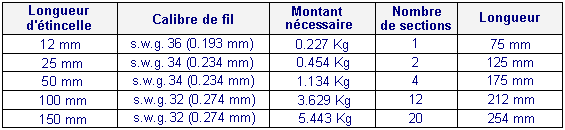 Longueur d'étincelle Calibre de fil Montant nécessaire Nombre de sections Longueur
12 mm s.w.g. 36 (0.193 mm) 0.227 Kg 1 75 mm
25 mm s.w.g. 34 (0.234 mm) 0.454 Kg 2 125 mm
50 mm s.w.g. 34 (0.234 mm) 1.134 Kg 4 175 mm
100 mm s.w.g. 32 (0.274 mm) 3.629 Kg 12 212 mm
150 mm s.w.g. 32 (0.274 mm) 5.443 Kg 20 254 mm